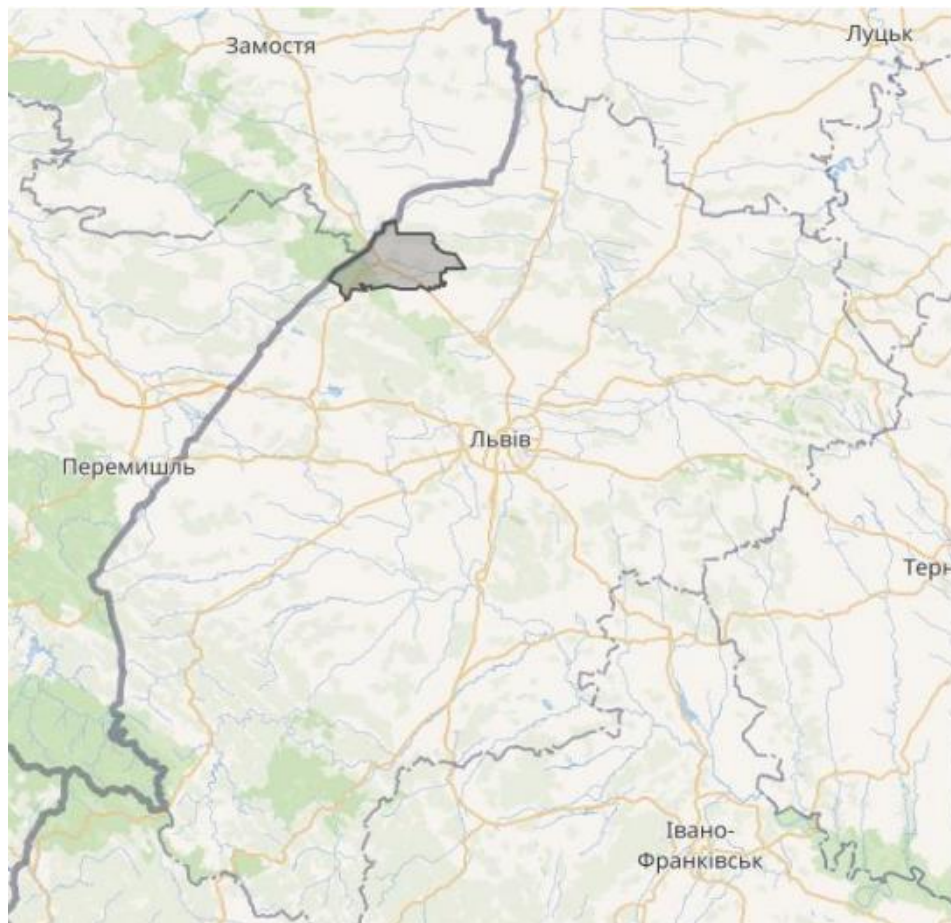 Замостя
Луцьк
Львів
Перемишль
Терн
Івано-
Франківськ